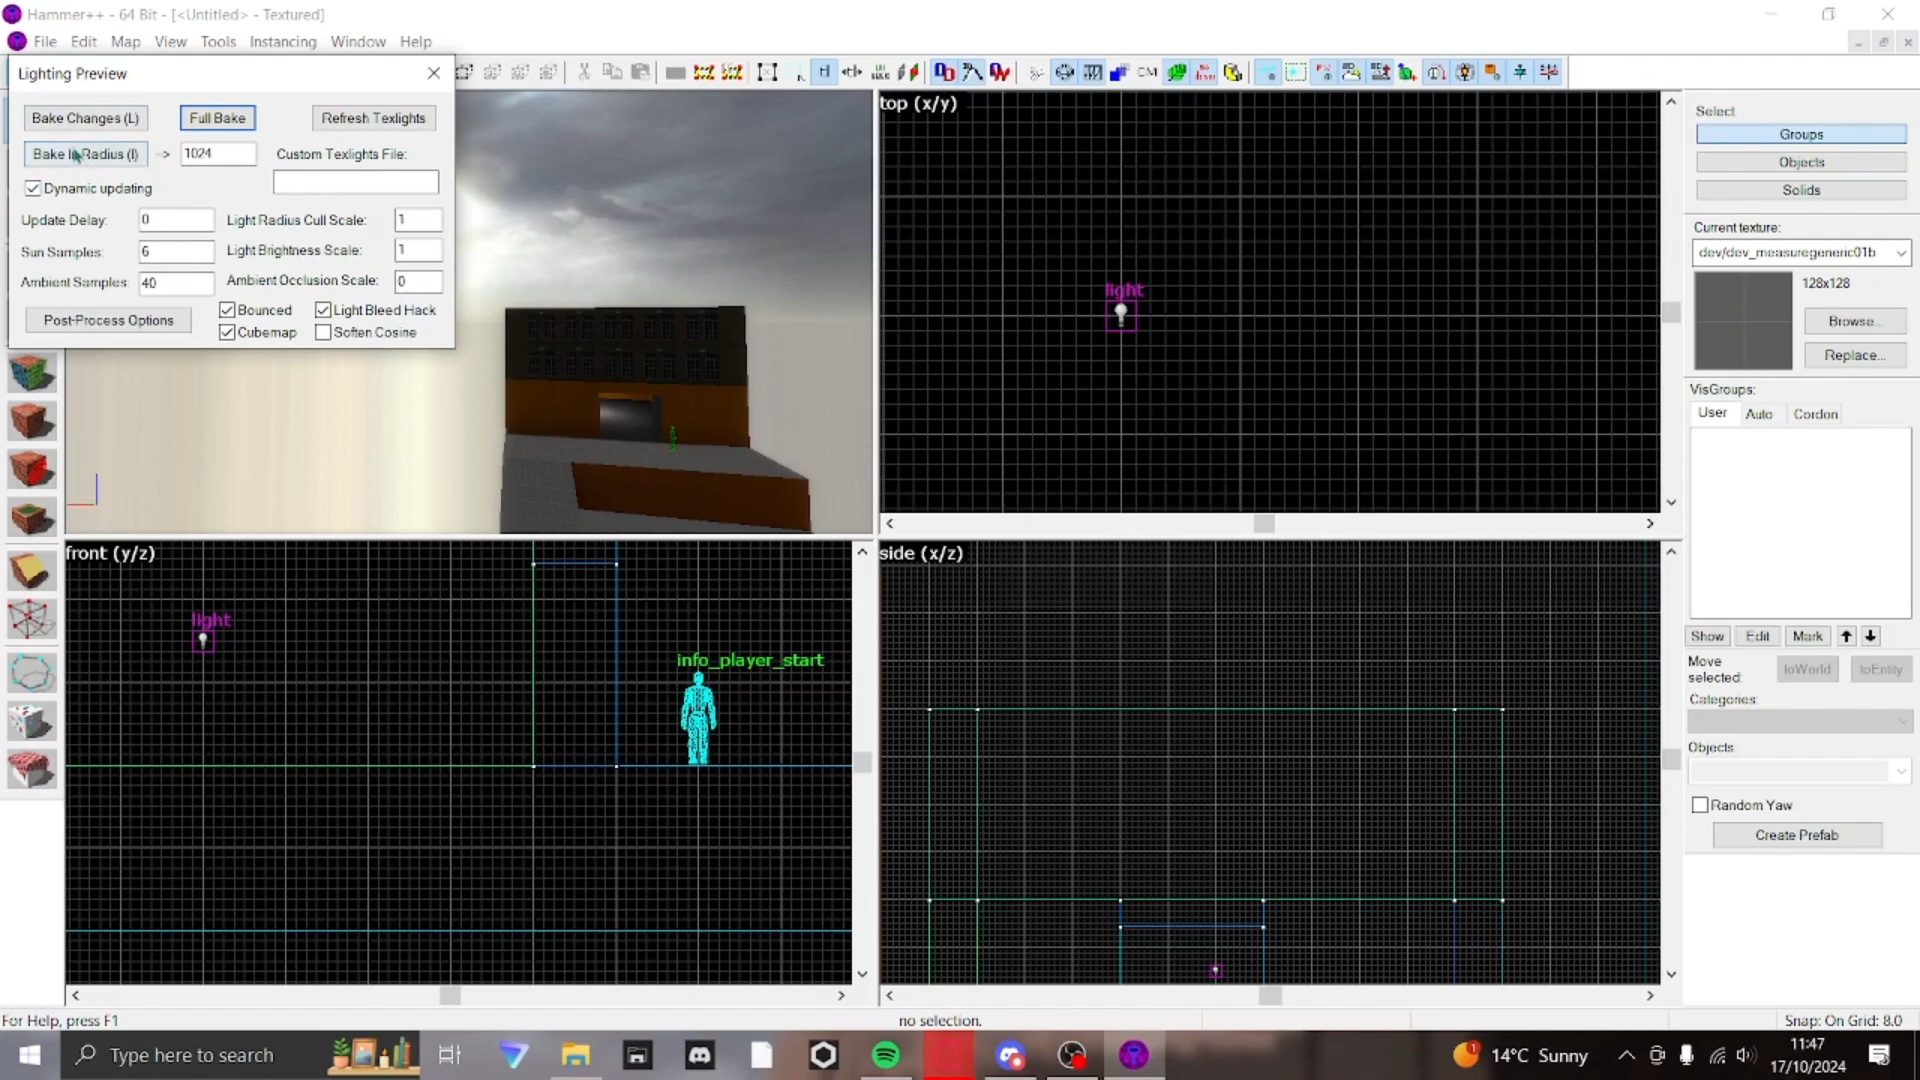 Hammer++ - 64 Bit - [<Untitled> - Textured]
File Edit Map View Tools Instancing Window Help
Lighting Preview
Bake Changes (L) Full Bake Refresh Texlights
Bake In Radius (I) -> 1024 Custom Texlights File:
Dynamic updating
Update Delay: 0 Light Radius Cull Scale: 1
Sun Samples: 6 Light Brightness Scale: 1
Ambient Samples: 40 Ambient Occlusion Scale: 0
Post-Process Options Bounced Light Bleed Hack
Cubemap Soften Cosine
CM
top (x/y)
light
front (y/z)
light
info_player_start
side (x/z)
Select:
Groups
Objects
Solids
Current texture:
dev/dev_measuregeneric01b
128x128
Browse...
Replace...
VisGroups:
User Auto Cordon
Show Edit Mark
Move selected: toWorld toEntity
Categories:
Objects:
Random Yaw
Create Prefab
For Help, press F1 no selection. Snap: On Grid: 8.0
Type here to search 1 14°C Sunny 11:47
17/10/2024